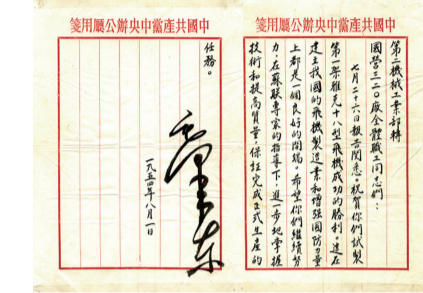 中國共產黨中央辦公廳用箋
第二機械工業部轉
國營三二〇廠全體職工同志們：
七月二十六日報告閱悉。祝賀你們試製
第一架雅克十八型飛機成功的勝利。這在
建立我國的飛機製造業和增強國防力量
上都是一個良好的開端。希望你們繼續努
力，在蘇聯專家的指導下，進一步地掌握
技術和提高質量，保証完成正式生產的
中國共產黨中央辦公廳用箋
任務。
毛澤東
一九五四年八月一日